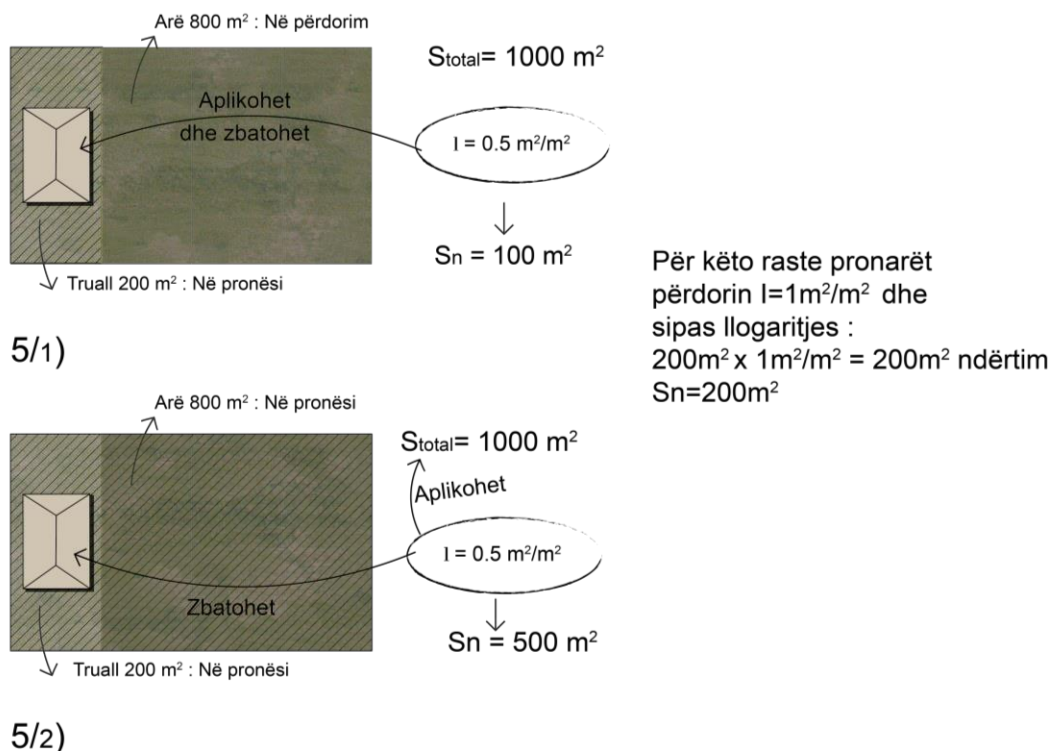 Arë 800 m² : Në përdorim
Stotal= 1000 m²
Aplikohet
dhe zbatohet
I = 0.5 m²/m²
Sn = 100 m²
Truall 200 m² : Në pronësi
5/1)
Për këto raste pronarët
përdorin I=1m²/m² dhe
sipas llogaritjes :
200m² x 1m²/m² = 200m² ndërtim
Sn=200m²
Arë 800 m² : Në pronësi
Stotal= 1000 m²
Aplikohet
I = 0.5 m²/m²
Zbatohet
Sn = 500 m²
Truall 200 m² : Në pronësi
5/2)